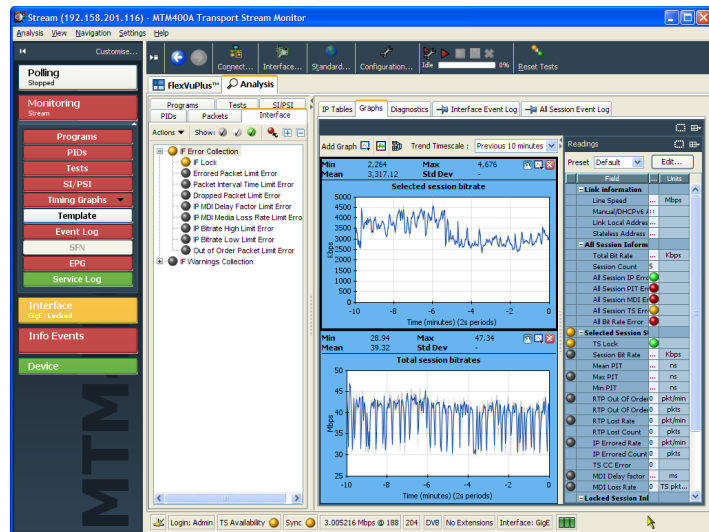 Stream (192.158.201.116) - MTM400A Transport Stream Monitor
Analysis View Navigation Settings Help
Customise...
Polling
Stopped
Monitoring
Stream
Programs
PIDs
Tests
SI/PSI
Timing Graphs
Template
Event Log
SFN
EPG
Service Log
Interface
GigE: Locked
Info Events
Device
MTM
Connect...
Interface...
Standard...
Configuration...
Idle
0%
Reset Tests
FlexVuPlus™
Analysis
Programs Tests SI/PSI
PIDs Packets Interface
Actions Show:
IF Error Collection
IF Lock
Errored Packet Limit Error
Packet Interval Time Limit Error
Dropped Packet Limit Error
IP MDI Delay Factor Limit Error
IP MDI Media Loss Rate Limit Erro
IP Bitrate High Limit Error
IP Bitrate Low Limit Error
Out of Order Packet Limit Error
IF Warnings Collection
IP Tables Graphs Diagnostics Interface Event Log All Session Event Log
Add Graph Trend Timescale : Previous 10 minutes
Min 2,264 Max 4,676
Mean 3,317.12 Std Dev -
Selected session bitrate
Kbps
5000
4500
4000
3500
3000
2500
2000
1500
1000
500
0
-10 -8 -6 -4 -2 0
Time (minutes) (2s periods)
Min 28.94 Max 47.34
Mean 39.32 Std Dev -
Total session bitrates
Mbps
50
45
40
35
30
25
-10 -8 -6 -4 -2 0
Time (minutes) (2s periods)
Readings
Preset Default Edit...
Field ... Units
Link information
Line Speed ... Mbps
Manual/DHCPv6
Link Local Addres ...
Stateless Address ...
All Session Inform
Total Bit Rate ... Kbps
Session Count 5
All Session IP Erro
All Session PIT Err
All Session MDI Er
All Session TS Erro
All Bit Rate Error
Selected Session S
TS Lock
Session Bit Rate ... Kbps
Mean PIT ... ns
Max PIT ... ns
Min PIT ... ns
RTP Out Of Order 0 pkt/min
RTP Out Of Order 0 pkts
RTP Lost Rate 0 pkt/min
RTP Lost Count 0 pkts
IP Errored Rate 0 pkt/min
IP Errored Count 0 pkts
TS CC Error 0
MDI Delay factor ... ms
MDI Loss Rate 0 TS pkt...
Locked Session Inf
Login: Admin TS Availability Sync 3.005216 Mbps @ 188 204 DVB No Extensions Interface: GigE